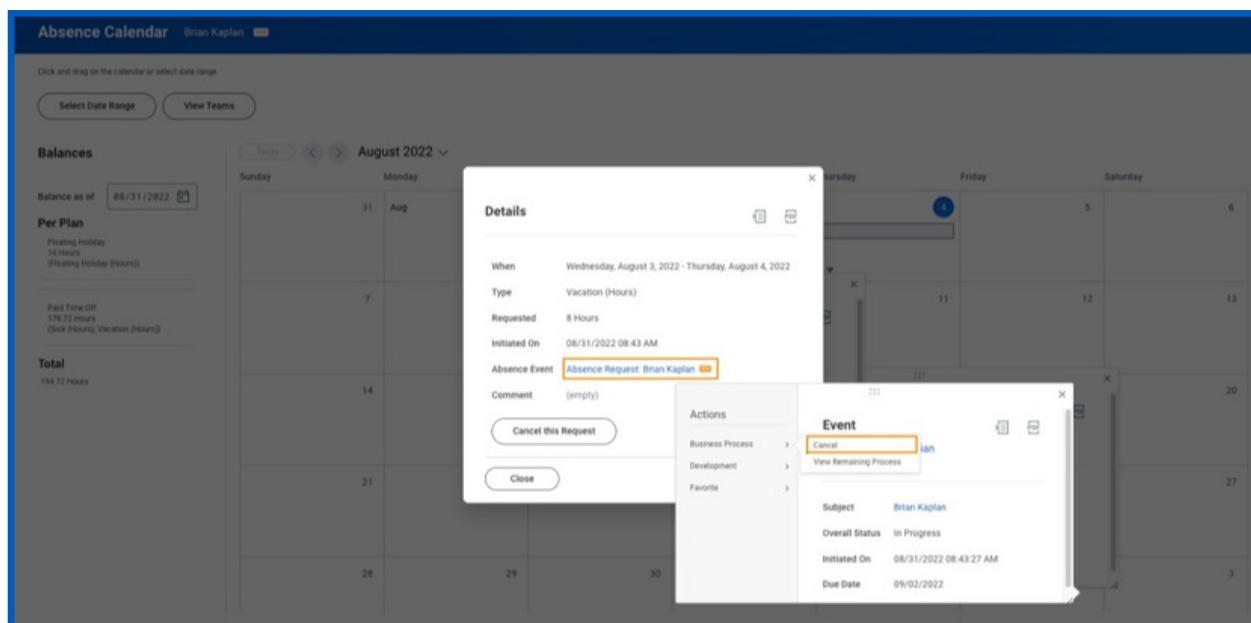 Absence Calendar Brian Kaplan
Click and drag on the calendar or select date range.
Select Date Range View Teams
Balances
Balance as of 08/31/2022
Per Plan
Floating Holiday
16 Hours
(Floating Holiday (Hours))
Paid Time Off
178.72 Hours
(Sick (Hours), Vacation (Hours))
Total
194.72 Hours
Today August 2022
Sunday Monday ursday Friday Saturday
31 Aug 4 5 6
7 11 12 13
14 20
21 27
28 29 30 3
Details
When Wednesday, August 3, 2022 - Thursday, August 4, 2022
Type Vacation (Hours)
Requested 8 Hours
Initiated On 08/31/2022 08:43 AM
Absence Event Absence Request: Brian Kaplan
Comment (empty)
Cancel this Request
Close
Actions
Business Process
Development
Favorite
Cancel
View Remaining Process
Event
lan
Subject Brian Kaplan
Overall Status In Progress
Initiated On 08/31/2022 08:43:27 AM
Due Date 09/02/2022